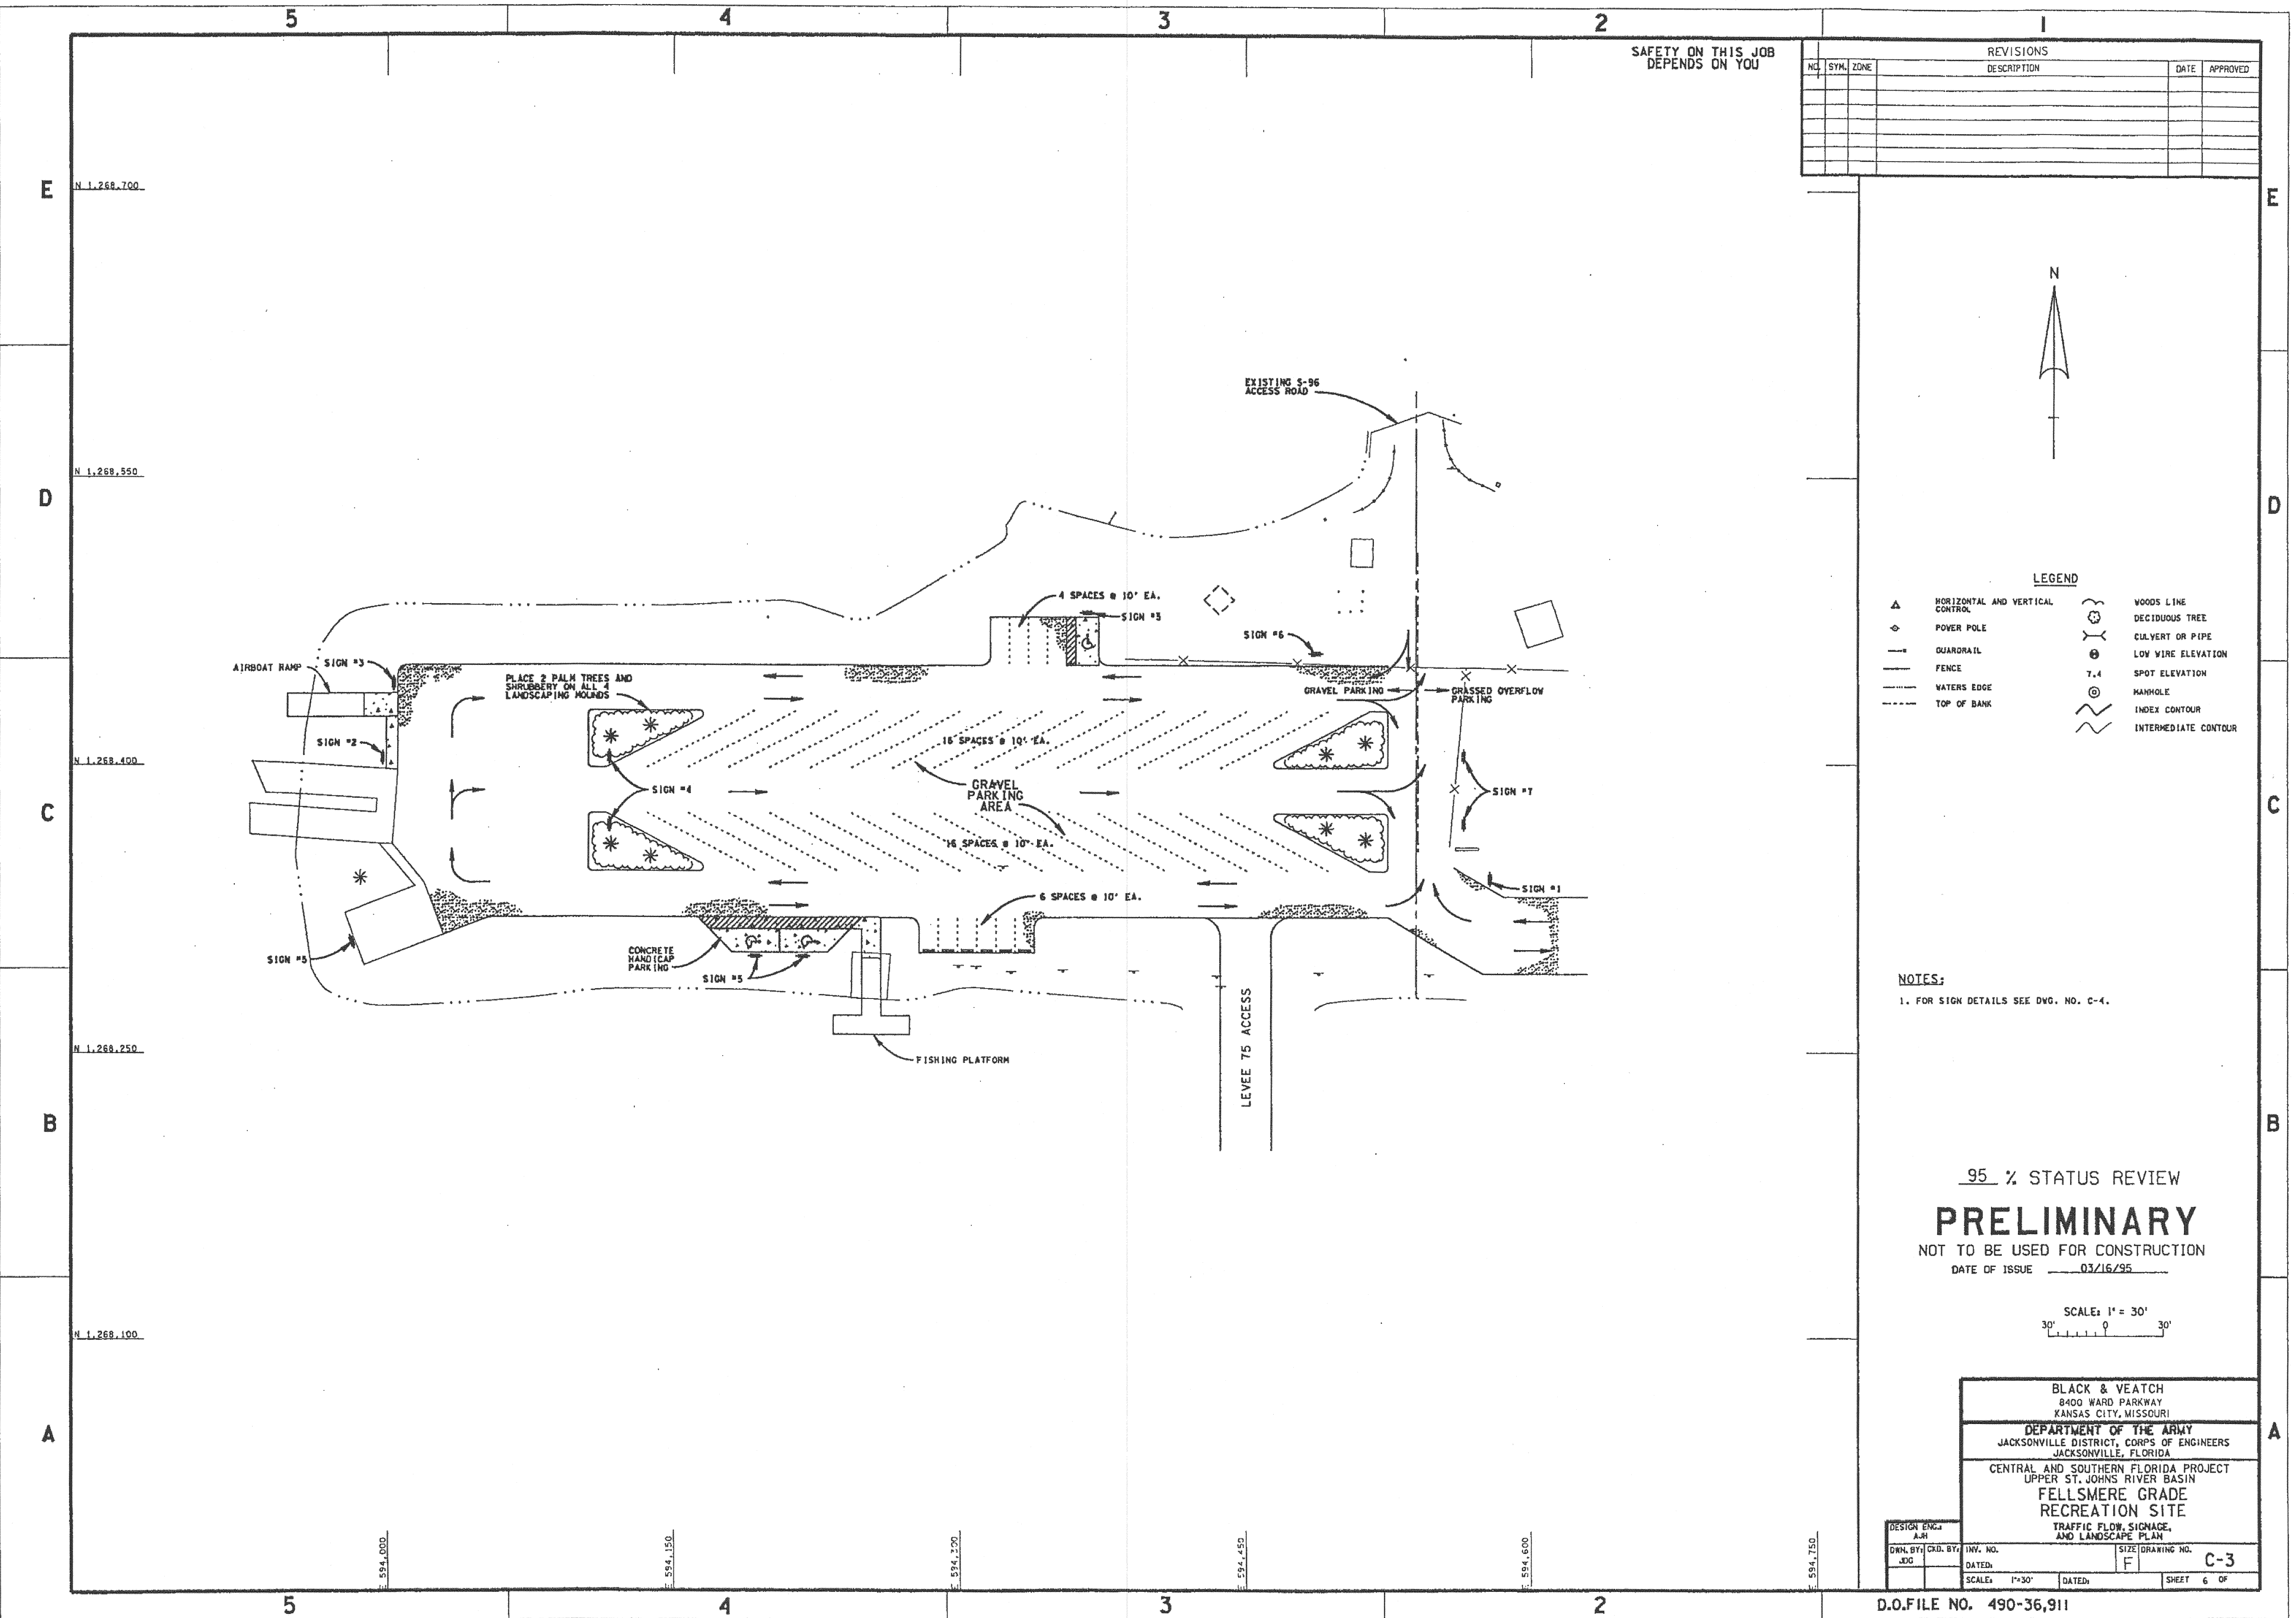 5 4 3 2 1
SAFETY ON THIS JOB
DEPENDS ON YOU
REVISIONS
NO. SYM. ZONE DESCRIPTION DATE APPROVED
E
N 1,268,700
E
N
EXISTING S-96
ACCESS ROAD
N 1,268,550
D
D
LEGEND
HORIZONTAL AND VERTICAL
CONTROL
POWER POLE
GUARDRAIL
FENCE
WATERS EDGE
TOP OF BANK
WOODS LINE
DECIDUOUS TREE
CULVERT OR PIPE
LOW WIRE ELEVATION
7.4 SPOT ELEVATION
MANHOLE
INDEX CONTOUR
INTERMEDIATE CONTOUR
4 SPACES @ 10' EA.
SIGN #5
SIGN #6
AIRBOAT RAMP
SIGN #3
PLACE 2 PALM TREES AND
SHRUBBERY ON ALL 4
LANDSCAPING MOUNDS
GRAVEL PARKING
GRASSED OVERFLOW
PARKING
SIGN #2
16 SPACES @ 10' EA.
N 1,268,400
SIGN #4
GRAVEL
PARKING
AREA
SIGN #7
C
C
16 SPACES @ 10' EA.
SIGN #1
6 SPACES @ 10' EA.
SIGN #5
CONCRETE
HANDICAP
PARKING
SIGN #5
NOTES:
1. FOR SIGN DETAILS SEE DWG. NO. C-4.
LEVEE 75 ACCESS
N 1,268,250
FISHING PLATFORM
B
B
95 % STATUS REVIEW
PRELIMINARY
NOT TO BE USED FOR CONSTRUCTION
DATE OF ISSUE 03/16/95
SCALE: 1" = 30'
30' 0 30'
N 1,268,100
A
A
BLACK & VEATCH
8400 WARD PARKWAY
KANSAS CITY, MISSOURI
DEPARTMENT OF THE ARMY
JACKSONVILLE DISTRICT, CORPS OF ENGINEERS
JACKSONVILLE, FLORIDA
CENTRAL AND SOUTHERN FLORIDA PROJECT
UPPER ST. JOHNS RIVER BASIN
FELLSMERE GRADE
RECREATION SITE
TRAFFIC FLOW, SIGNAGE,
AND LANDSCAPE PLAN
DESIGN ENG.:
AJH
DWN. BY: CKD. BY:
JDG
INV. NO.
DATED:
SIZE
F
DRAWING NO.
C-3
SCALE: 1"=30' DATED: SHEET 6 OF
E 594,000
E 594,150
E 594,300
E 594,450
E 594,600
E 594,750
5 4 3 2
D.O.FILE NO. 490-36,911